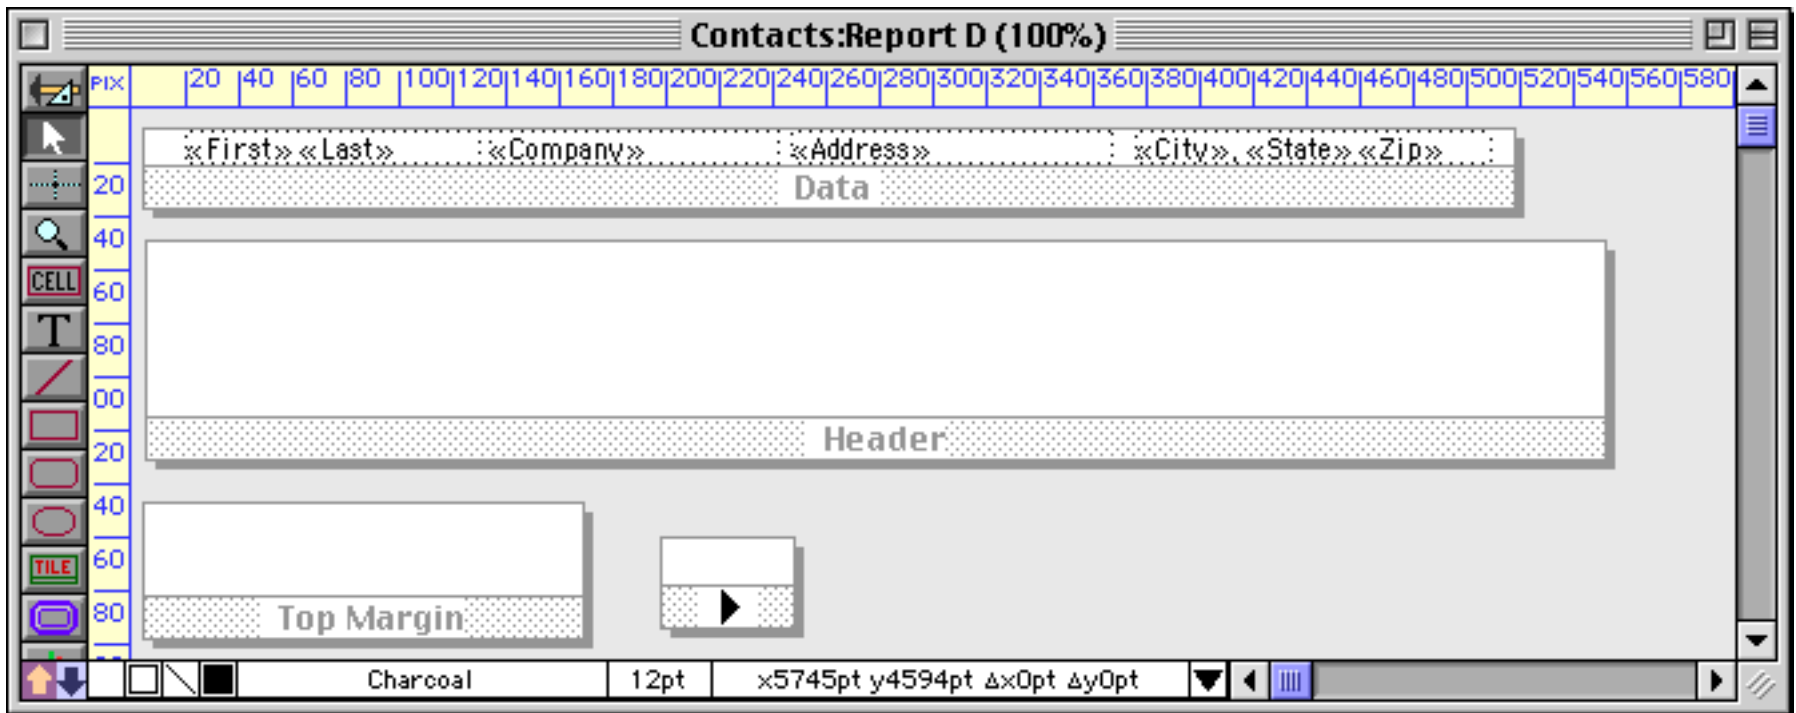 Contacts:Report D (100%)
PIX 20 40 60 80 100 120 140 160 180 200 220 240 260 280 300 320 340 360 380 400 420 440 460 480 500 520 540 560 580
«First» «Last» «Company» «Address» «City», «State» «Zip»
20 Data
40
CELL 60
T 80
00
20 Header
40
TILE 60
80 Top Margin
Charcoal 12pt x5745pt y4594pt Δx0pt Δy0pt